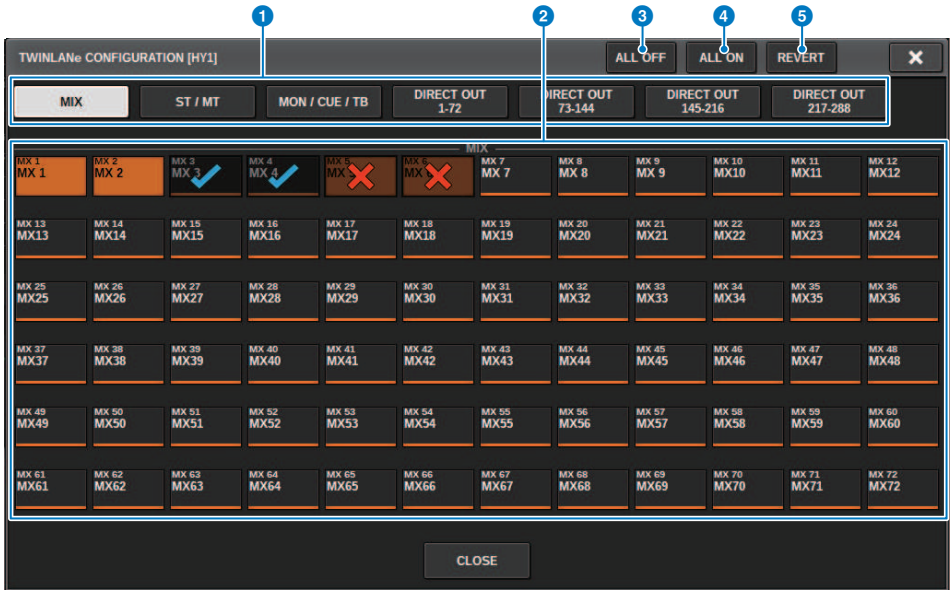 1 2 3 4 5
TWINLANe CONFIGURATION [HY1] ALL OFF ALL ON REVERT
MIX ST / MT MON / CUE / TB DIRECT OUT 1-72 DIRECT OUT 73-144 DIRECT OUT 145-216 DIRECT OUT 217-288
MIX
MX 1 MX 2 MX 3 MX 4 MX 5 MX 6 MX 7 MX 8 MX 9 MX 10 MX 11 MX 12
MX 1 MX 2 MX 3 MX 4 MX MX MX 7 MX 8 MX 9 MX10 MX11 MX12
MX 13 MX 14 MX 15 MX 16 MX 17 MX 18 MX 19 MX 20 MX 21 MX 22 MX 23 MX 24
MX13 MX14 MX15 MX16 MX17 MX18 MX19 MX20 MX21 MX22 MX23 MX24
MX 25 MX 26 MX 27 MX 28 MX 29 MX 30 MX 31 MX 32 MX 33 MX 34 MX 35 MX 36
MX25 MX26 MX27 MX28 MX29 MX30 MX31 MX32 MX33 MX34 MX35 MX36
MX 37 MX 38 MX 39 MX 40 MX 41 MX 42 MX 43 MX 44 MX 45 MX 46 MX 47 MX 48
MX37 MX38 MX39 MX40 MX41 MX42 MX43 MX44 MX45 MX46 MX47 MX48
MX 49 MX 50 MX 51 MX 52 MX 53 MX 54 MX 55 MX 56 MX 57 MX 58 MX 59 MX 60
MX49 MX50 MX51 MX52 MX53 MX54 MX55 MX56 MX57 MX58 MX59 MX60
MX 61 MX 62 MX 63 MX 64 MX 65 MX 66 MX 67 MX 68 MX 69 MX 70 MX 71 MX 72
MX61 MX62 MX63 MX64 MX65 MX66 MX67 MX68 MX69 MX70 MX71 MX72
CLOSE